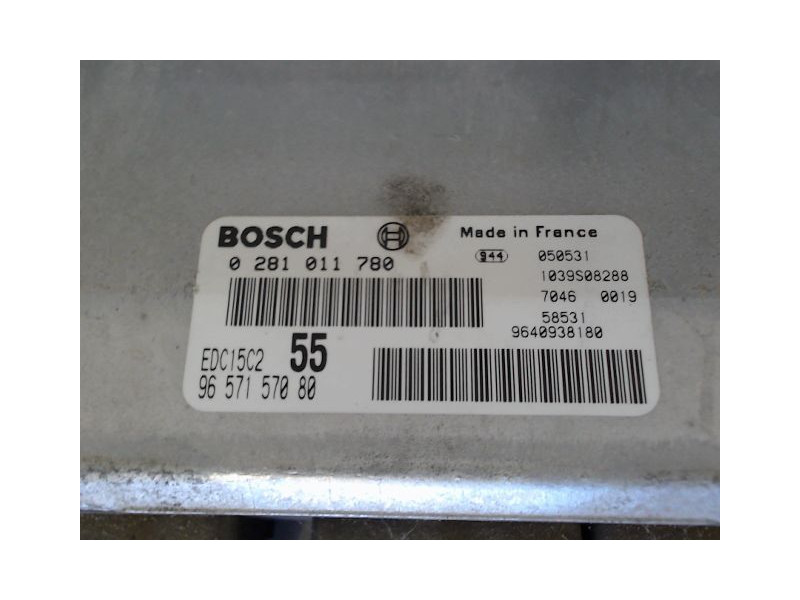 BOSCH
Made in France
0 281 011 780
944 050531
1039S08288
7046 0019
58531
9640938180
EDC15C2 55
96 571 570 80